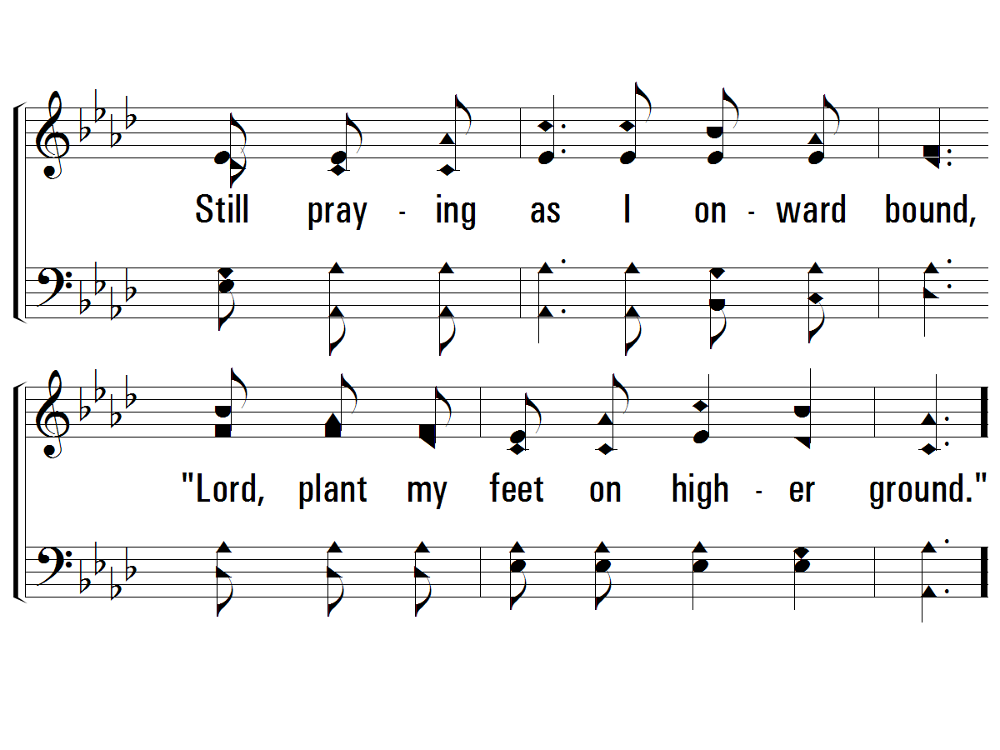 Still pray - ing as I on - ward bound,
"Lord, plant my feet on high - er ground."